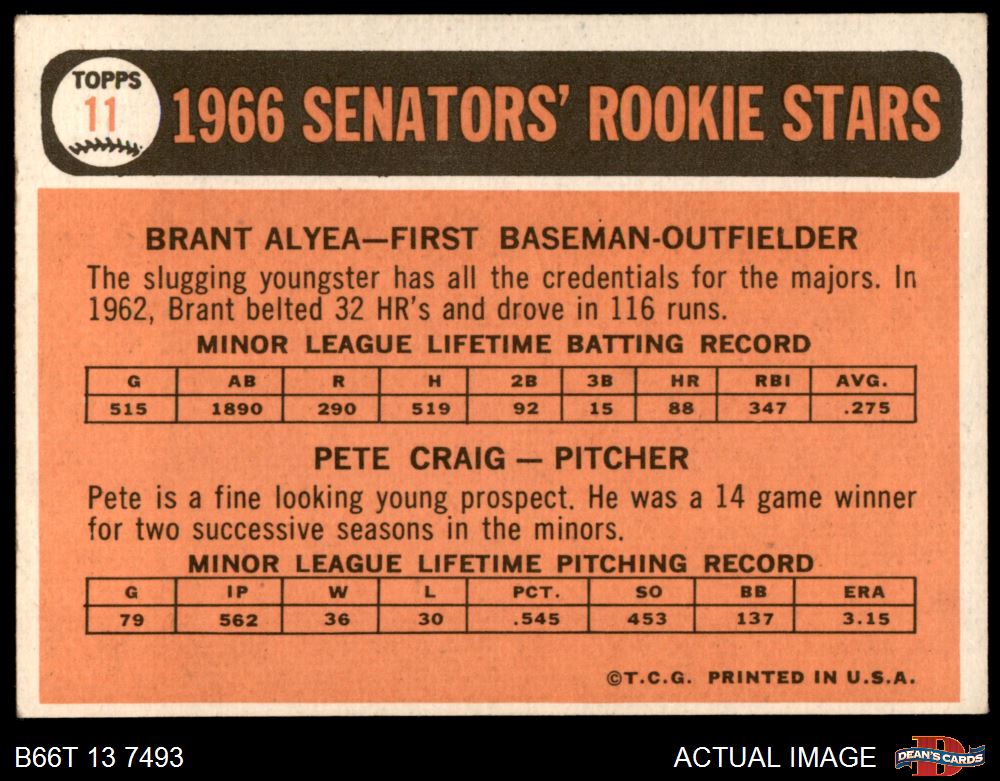 TOPPS
11
1966 SENATORS' ROOKIE STARS
BRANT ALYEA—FIRST BASEMAN-OUTFIELDER
The slugging youngster has all the credentials for the majors. In
1962, Brant belted 32 HR's and drove in 116 runs.
MINOR LEAGUE LIFETIME BATTING RECORD
G AB R H 2B 3B HR RBI AVG.
515 1890 290 519 92 15 88 347 .275
PETE CRAIG — PITCHER
Pete is a fine looking young prospect. He was a 14 game winner
for two successive seasons in the minors.
MINOR LEAGUE LIFETIME PITCHING RECORD
G IP W L PCT. SO BB ERA
79 562 36 30 .545 453 137 3.15
©T.C.G. PRINTED IN U.S.A.
B66T 13 7493
ACTUAL IMAGE
D
DEAN'S CARDS